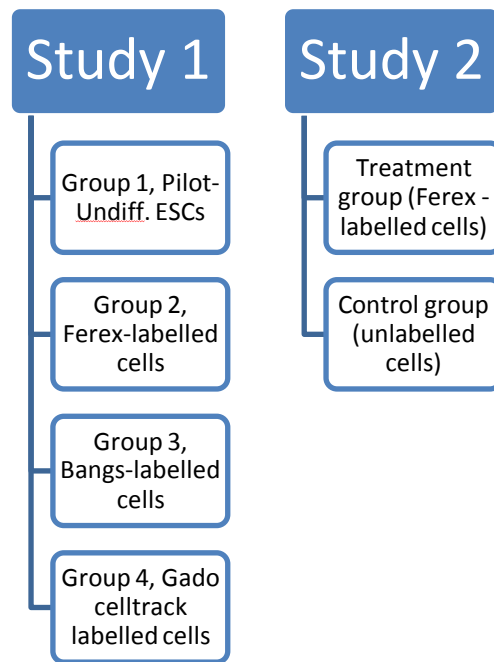 Study 1
Group 1, Pilot-
Undiff. ESCs
Group 2,
Ferex-labelled
cells
Group 3,
Bangs-labelled
cells
Group 4, Gado
celltrack
labelled cells
Study 2
Treatment
group (Ferex -
labelled cells)
Control group
(unlabelled
cells)